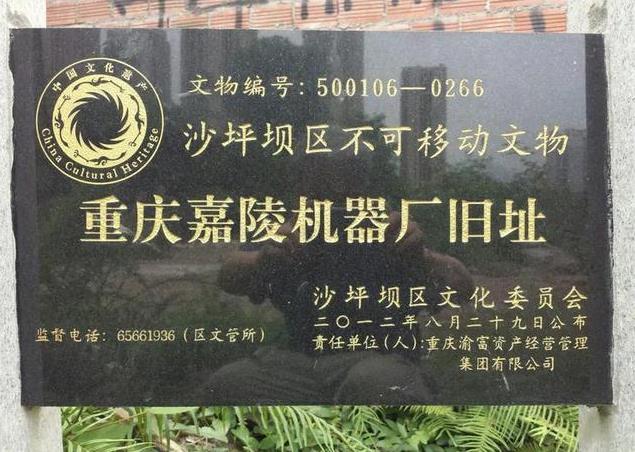 中国文化遗产
China Cultural Heritage
文物编号：500106—0266
沙坪坝区不可移动文物
重庆嘉陵机器厂旧址
沙坪坝区文化委员会
二〇一二年八月二十九日公布
监督电话：65661936（区文管所）
责任单位（人）：重庆渝富资产经营管理
集团有限公司